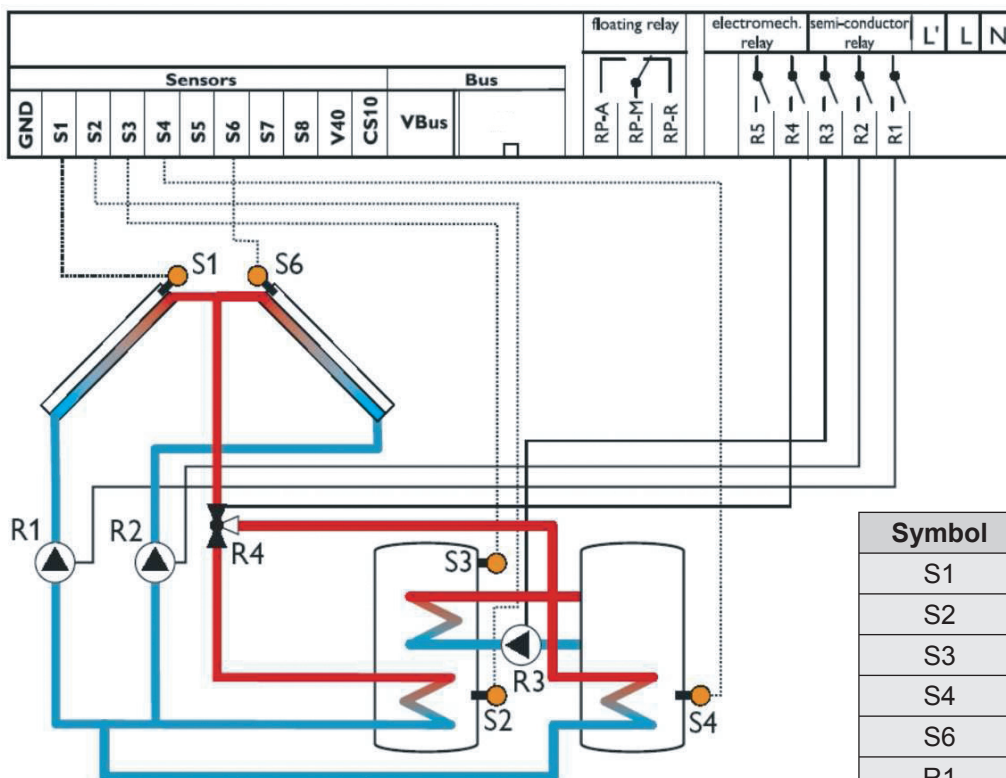 floating relay
electromech. relay
semi-conductor relay
L' L N
Sensors
Bus
GND S1 S2 S3 S4 S5 S6 S7 S8 V40 CS10
VBus
RP-A RP-M RP-R
R5 R4 R3 R2 R1
S1
S6
R1
R2
R4
S3
R3
S2
S4
Symbol
S1
S2
S3
S4
S6
R1